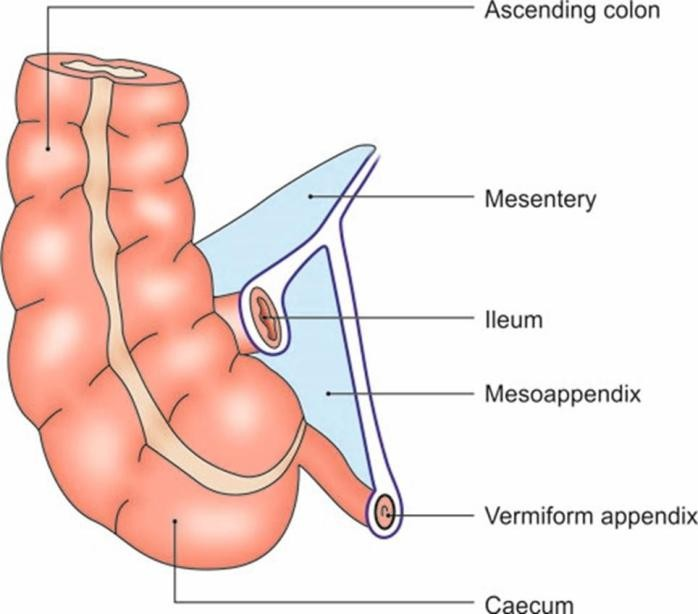 Ascending colon
Mesentery
Ileum
Mesoappendix
Vermiform appendix
Caecum